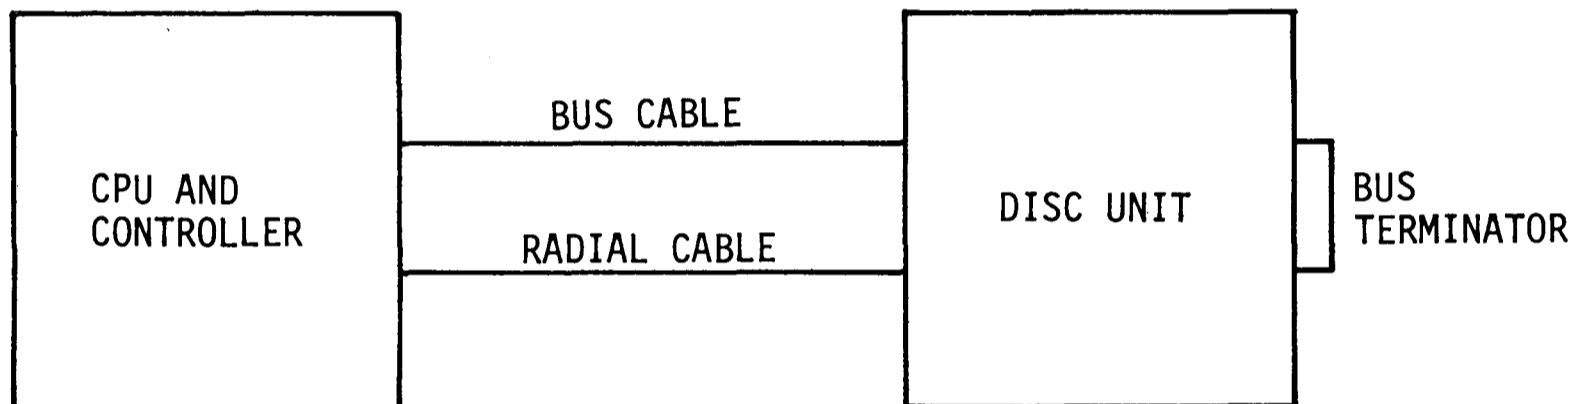 CPU AND
CONTROLLER
BUS CABLE
RADIAL CABLE
DISC UNIT
BUS
TERMINATOR